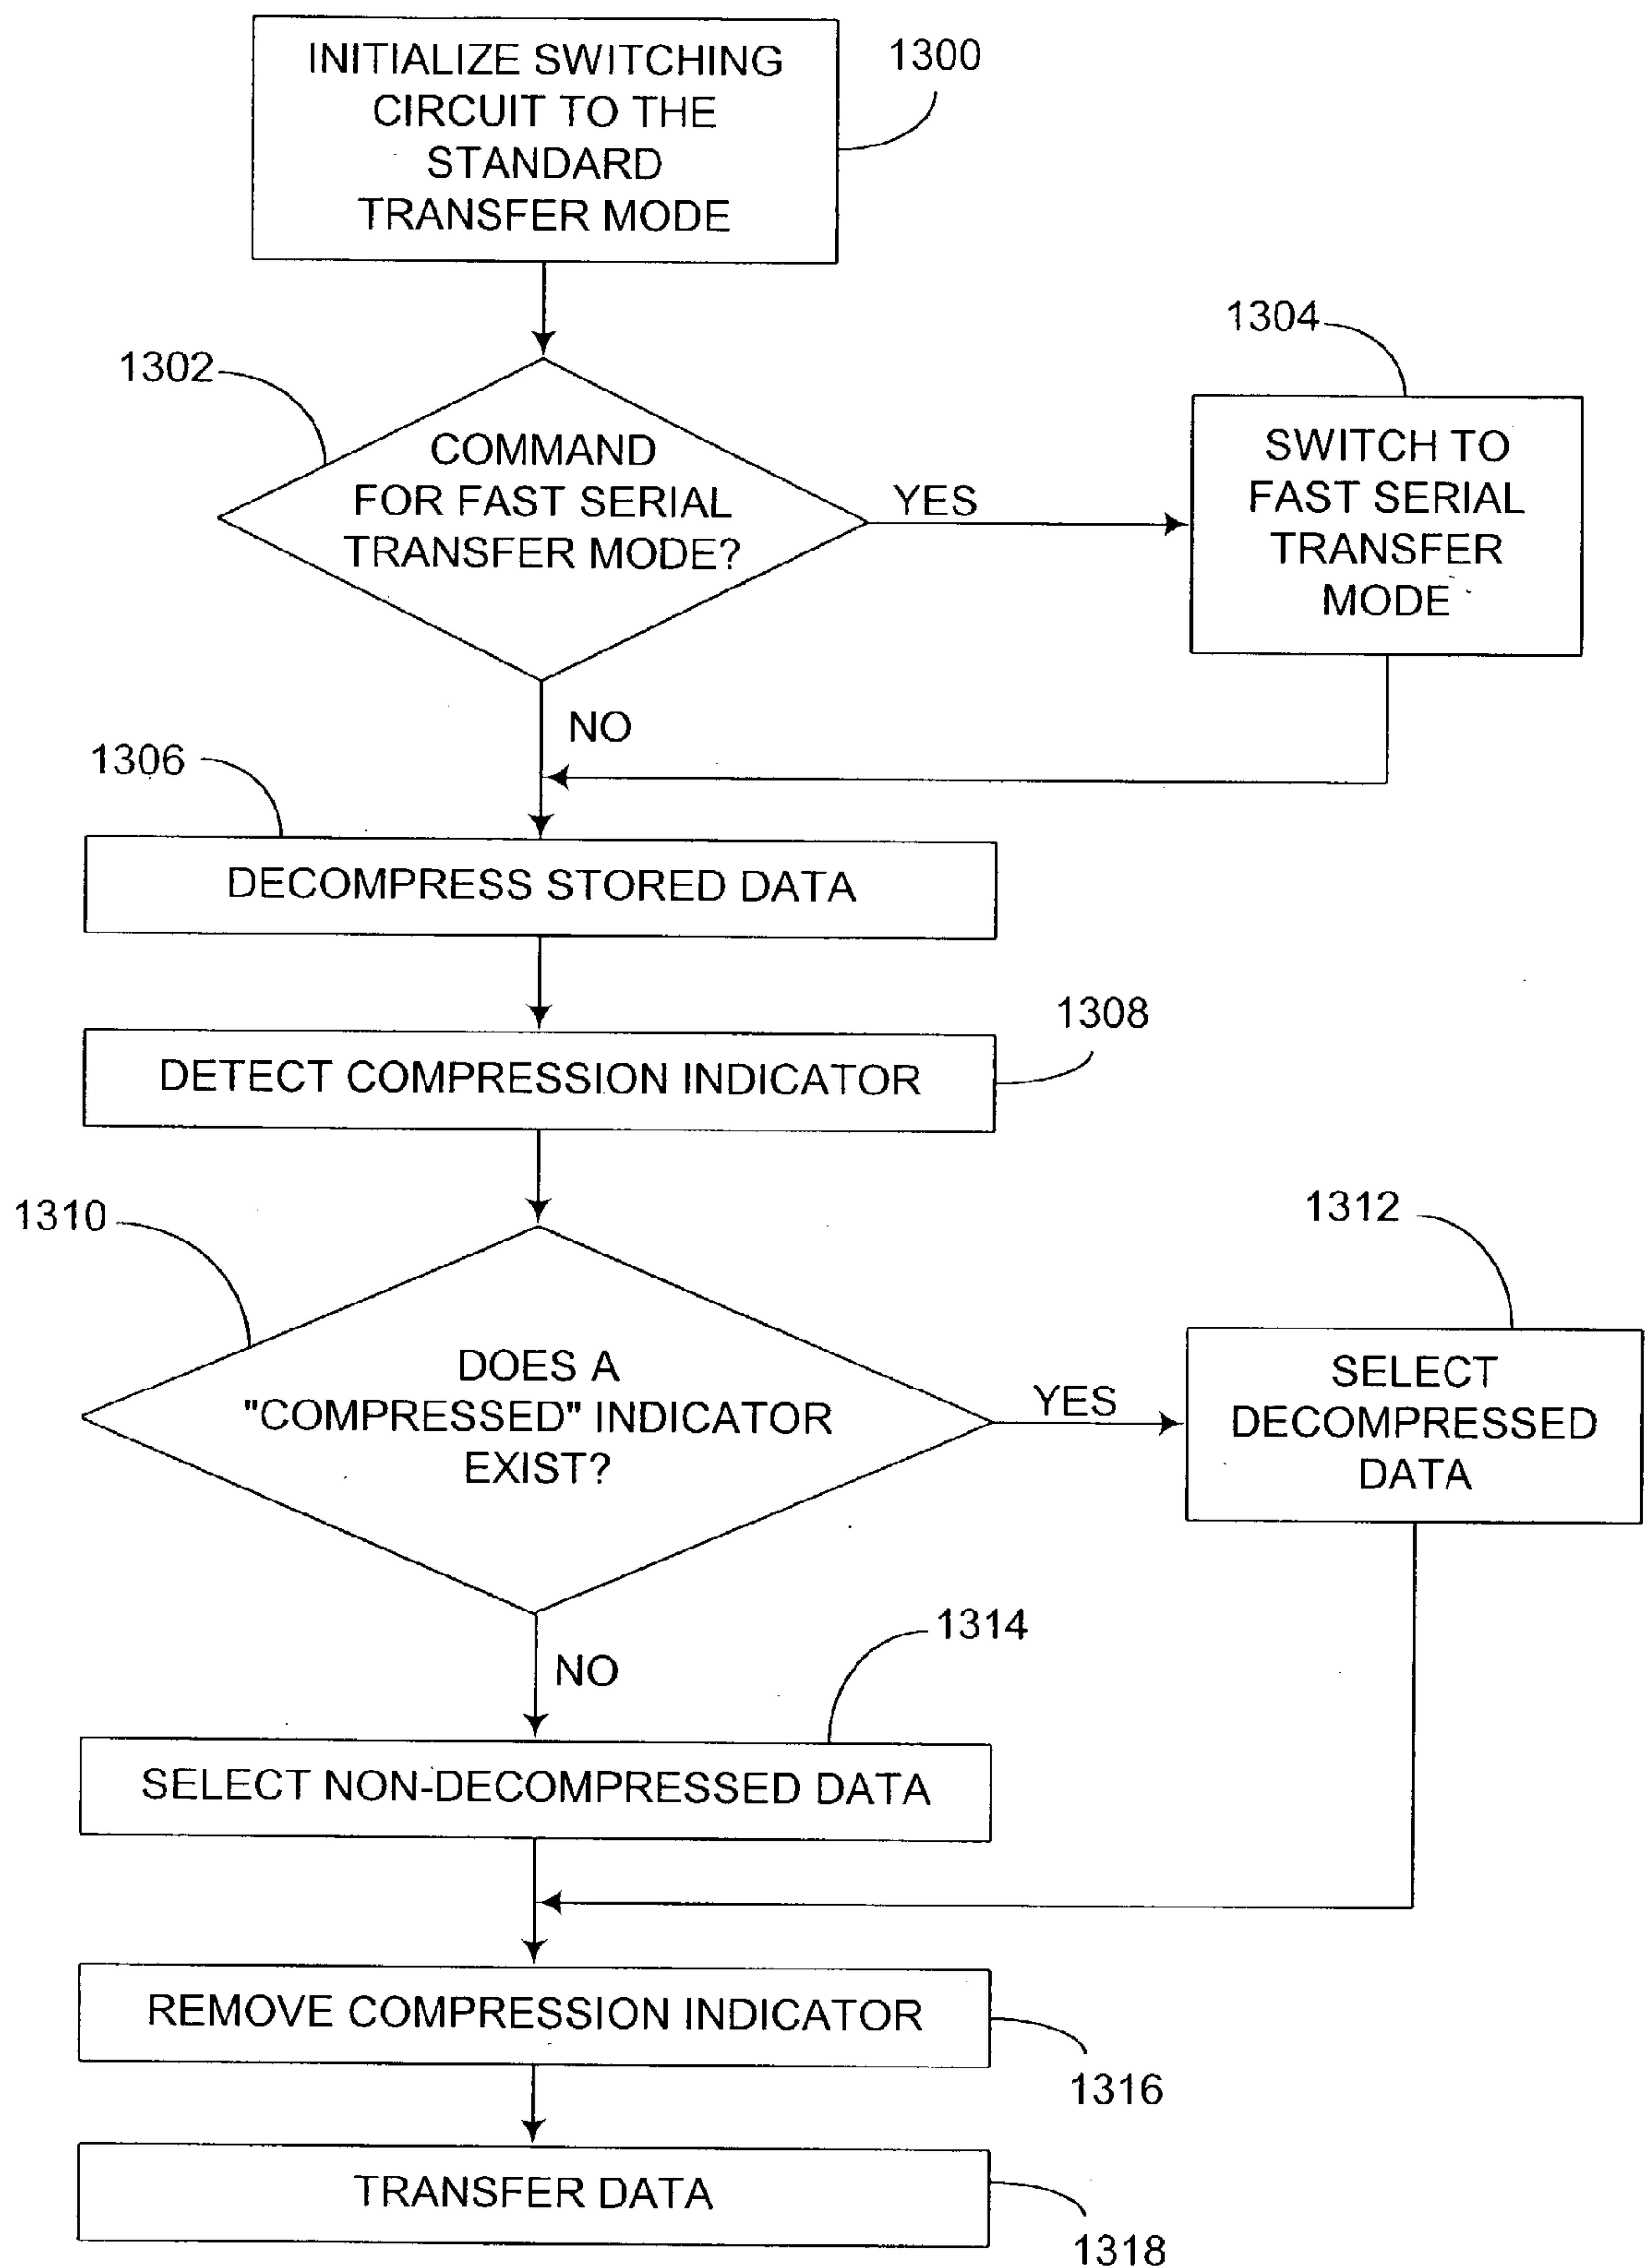 INITIALIZE SWITCHING
CIRCUIT TO THE
STANDARD
TRANSFER MODE
1300
1302
COMMAND
FOR FAST SERIAL
TRANSFER MODE?
YES
1304
SWITCH TO
FAST SERIAL
TRANSFER
MODE
NO
1306
DECOMPRESS STORED DATA
1308
DETECT COMPRESSION INDICATOR
1310
DOES A
"COMPRESSED" INDICATOR
EXIST?
YES
1312
SELECT
DECOMPRESSED
DATA
NO
1314
SELECT NON-DECOMPRESSED DATA
REMOVE COMPRESSION INDICATOR
1316
TRANSFER DATA
1318